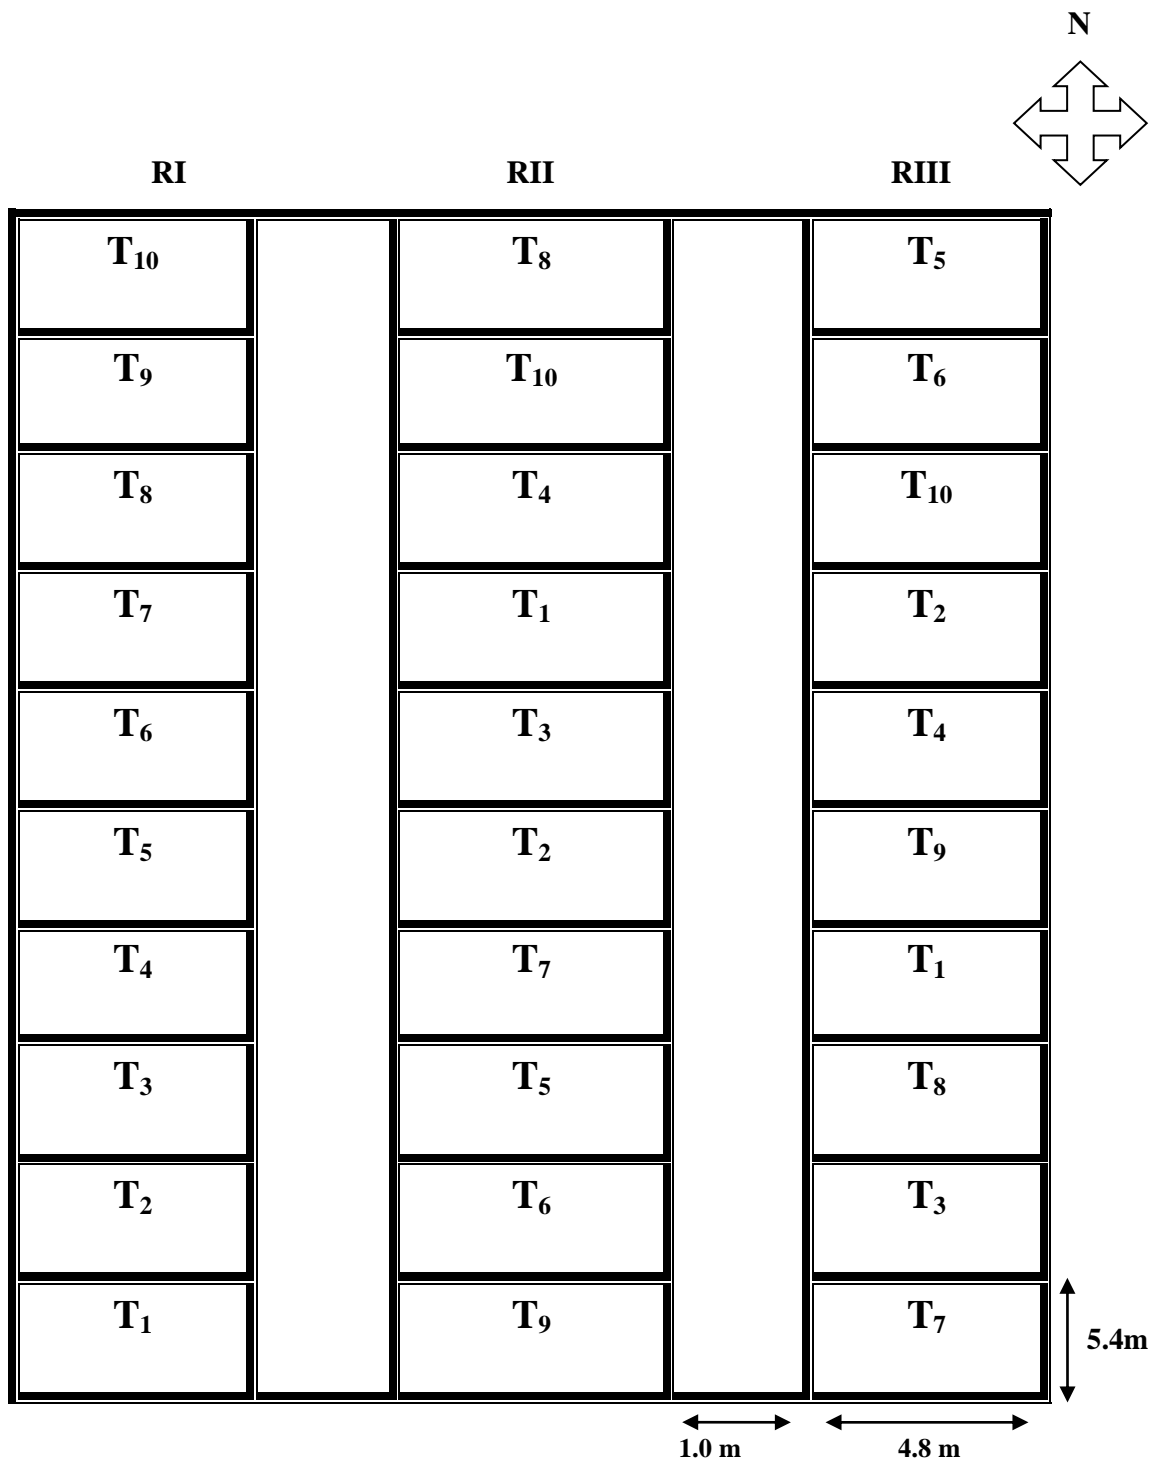 N
RI RII RIII
T10 T8 T5
T9 T10 T6
T8 T4 T10
T7 T1 T2
T6 T3 T4
T5 T2 T9
T4 T7 T1
T3 T5 T8
T2 T6 T3
T1 T9 T7
5.4m
1.0 m 4.8 m